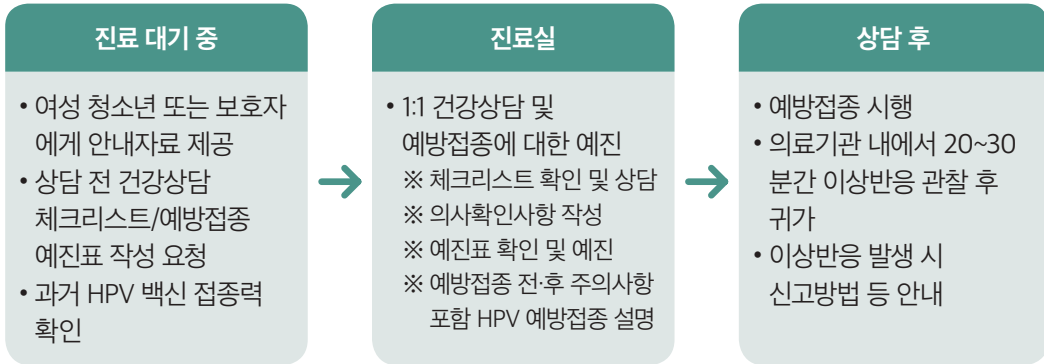 진료 대기 중
• 여성 청소년 또는 보호자
에게 안내자료 제공
• 상담 전 건강상담
체크리스트/예방접종
예진표 작성 요청
• 과거 HPV 백신 접종력
확인
진료실
• 1:1 건강상담 및
예방접종에 대한 예진
※ 체크리스트 확인 및 상담
※ 의사확인사항 작성
※ 예진표 확인 및 예진
※ 예방접종 전·후 주의사항
포함 HPV 예방접종 설명
상담 후
• 예방접종 시행
• 의료기관 내에서 20~30
분간 이상반응 관찰 후
귀가
• 이상반응 발생 시
신고방법 등 안내